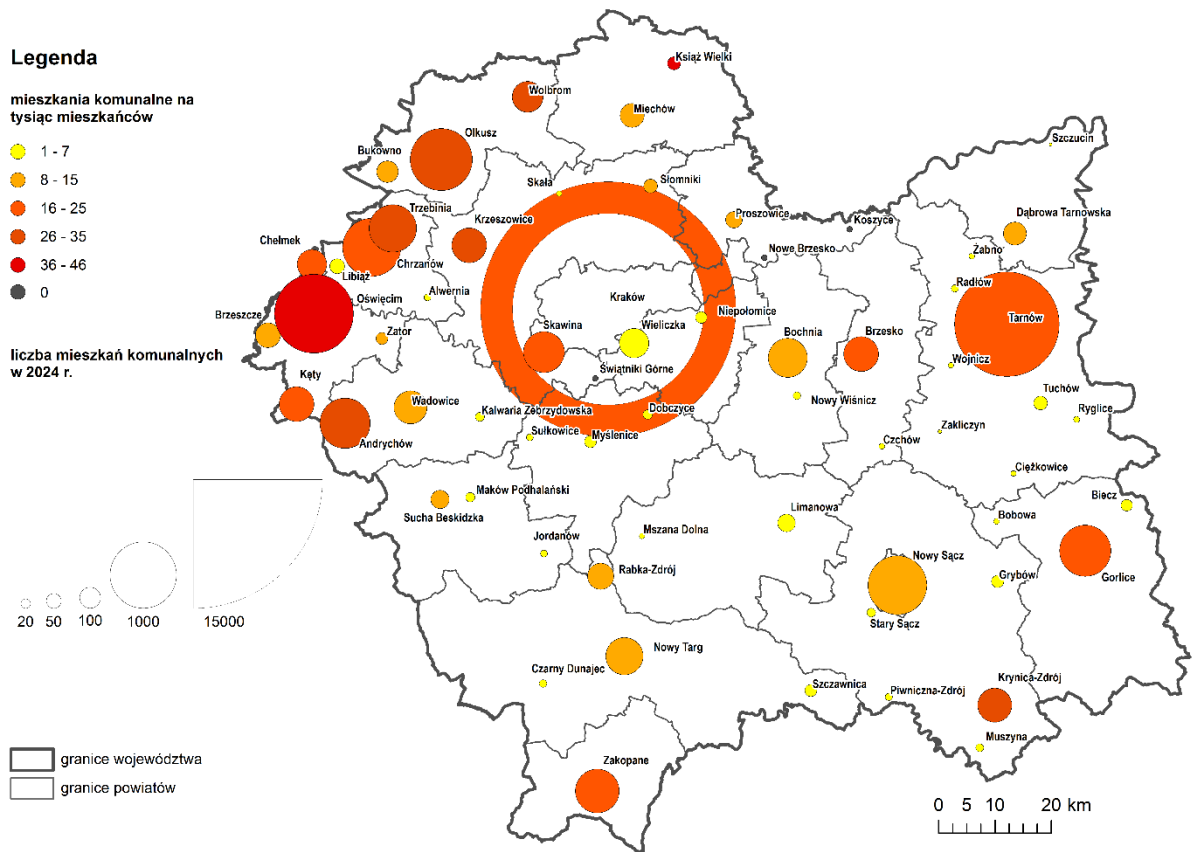 Legenda
mieszkania komunalne na
tysiąc mieszkańców
1 - 7
8 - 15
16 - 25
26 - 35
36 - 46
0
liczba mieszkań komunalnych
w 2024 r.
20 50 100 1000 15000
granice województwa
granice powiatów
Książ Wielki
Wolbrom
Miechów
Olkusz
Bukowno
Szczucin
Skała
Słomniki
Trzebinia
Krzeszowice
Proszowice
Koszyce
Dąbrowa Tarnowska
Chełmek
Chrzanów
Nowe Brzesko
Żabno
Libiąż
Alwernia
Radłów
Oświęcim
Kraków
Niepołomice
Tarnów
Brzeszcze
Zator
Skawina
Wieliczka
Bochnia
Brzesko
Wojnicz
Kęty
Świątniki Górne
Tuchów
Wadowice
Nowy Wiśnicz
Kalwaria Zebrzydowska
Dobczyce
Ryglice
Andrychów
Sułkowice
Myślenice
Zakliczyn
Czchów
Ciężkowice
Maków Podhalański
Sucha Beskidzka
Limanowa
Biecz
Bobowa
Jordanów
Mszana Dolna
Nowy Sącz
Gorlice
Rabka-Zdrój
Grybów
Stary Sącz
Nowy Targ
Czarny Dunajec
Szczawnica
Piwniczna-Zdrój
Krynica-Zdrój
Muszyna
Zakopane
0 5 10 20 km